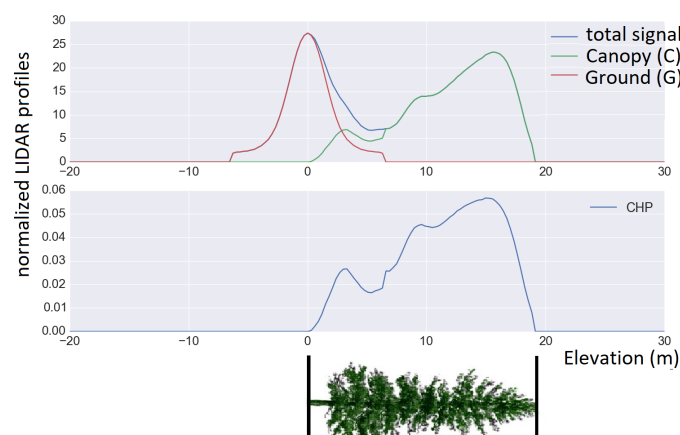 normalized LIDAR profiles
30
25
20
15
10
5
0
total signal
Canopy (C)
Ground (G)
−20 −10 0 10 20 30
0.06
0.05
0.04
0.03
0.02
0.01
0.00
CHP
−20 −10 0 10 20 30
Elevation (m)